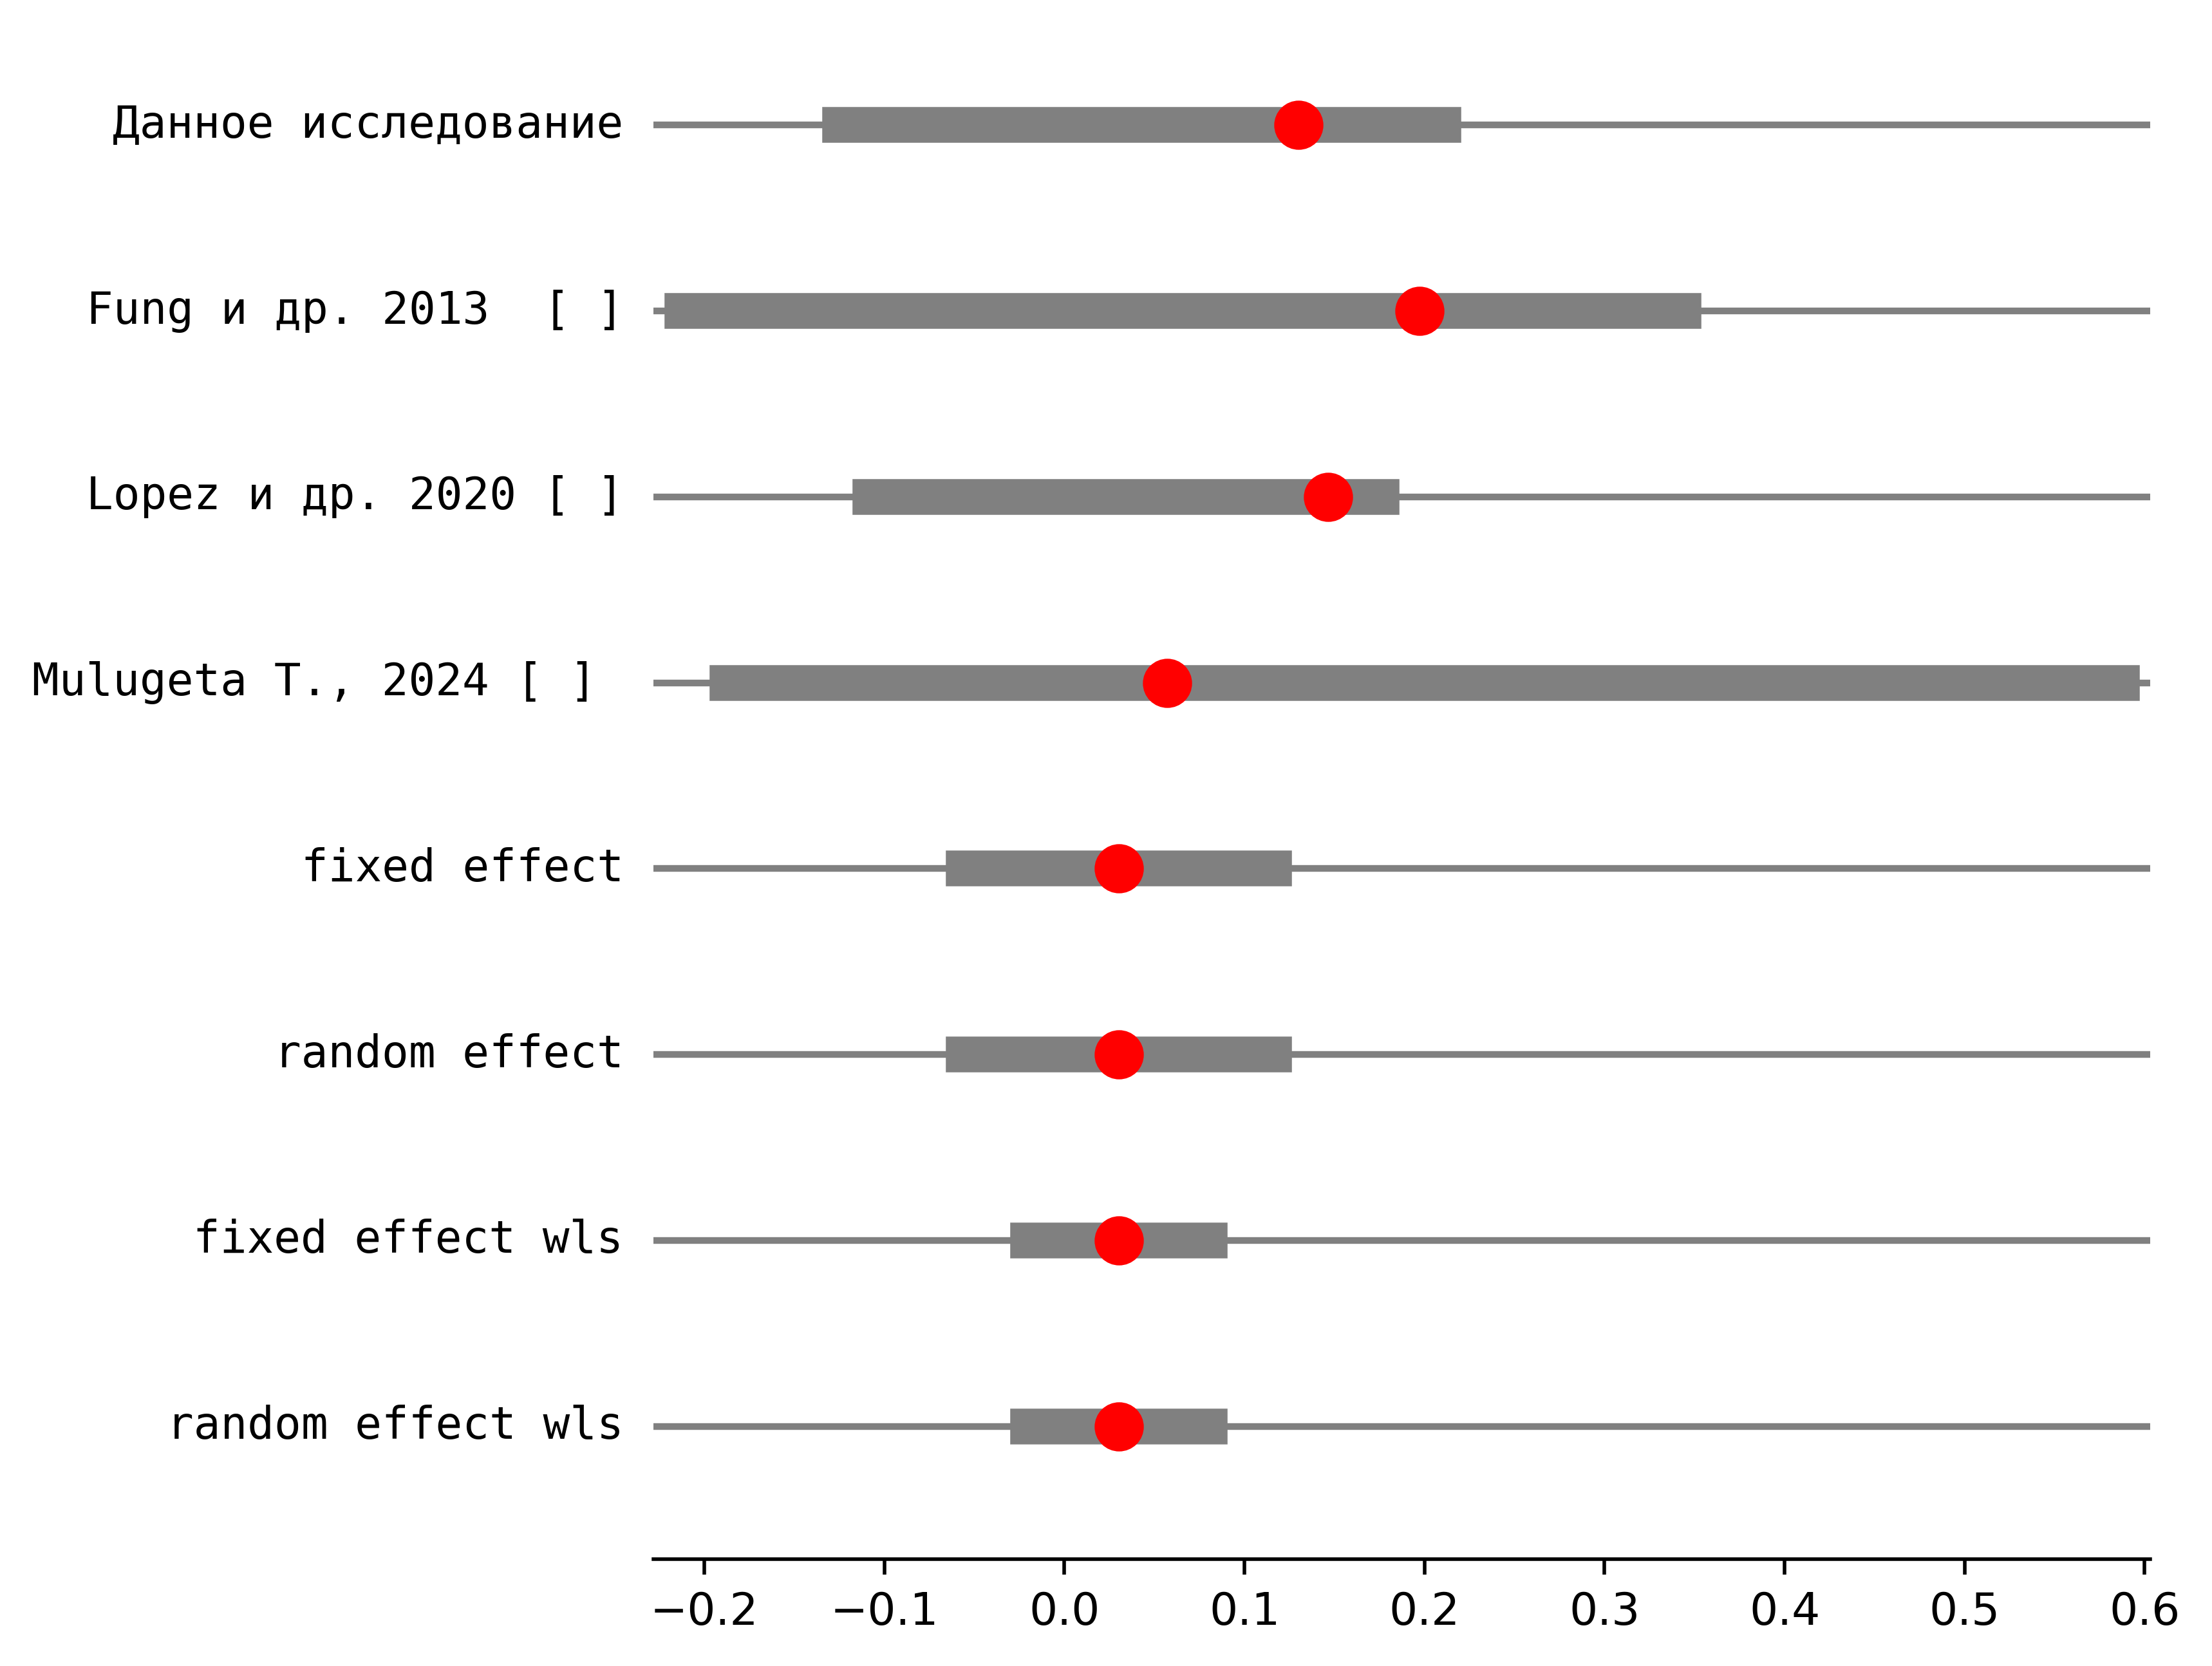 Данное исследование
Fung и др. 2013  [ ]
Lopez и др. 2020 [ ]
Mulugeta T., 2024 [ ]
fixed effect
random effect
fixed effect wls
random effect wls
−0.2 −0.1 0.0 0.1 0.2 0.3 0.4 0.5 0.6